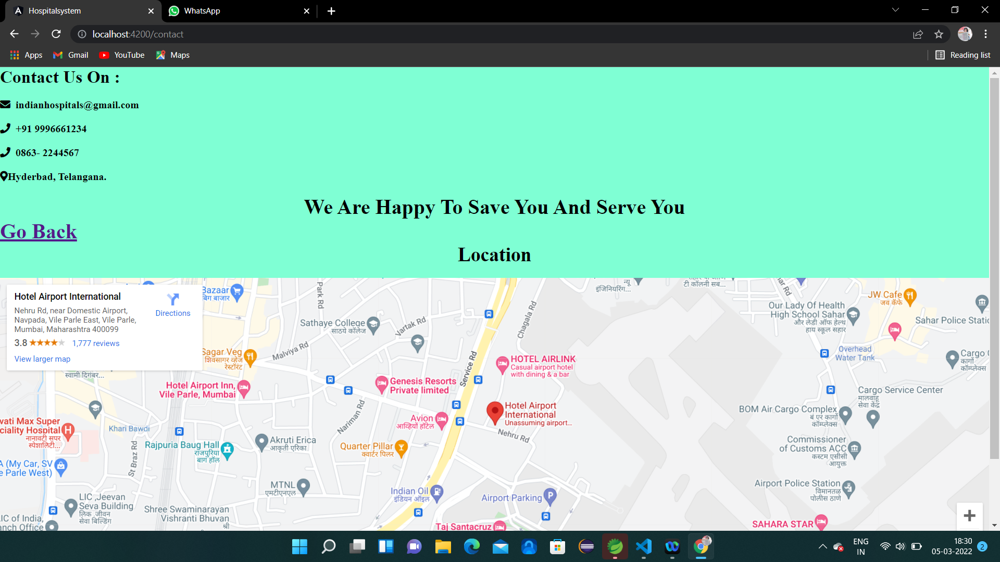 Hospitalsystem
WhatsApp
localhost:4200/contact
Apps
Gmail
YouTube
Maps
Reading list
Contact Us On :
indianhospitals@gmail.com
+91 9996661234
0863- 2244567
Hyderbad, Telangana.
We Are Happy To Save You And Serve You
Go Back
Location
Hotel Airport International
Directions
Nehru Rd, near Domestic Airport,
Navpada, Vile Parle East, Vile Parle,
Mumbai, Maharashtra 400099
3.8
1,777 reviews
View larger map
Bazaar
बिग बाजार
Park Rd
न्यू
इंजिनियरिंग...
टी कॉलनी सब...
nar Rd
JW Cafe
जव कॅफे
Our Lady Of Health
High School Sahar
और लेडी ऑफ हेल्थ
हाय स्कूल सहार
Sahar Police Static
Sathaye College
साठये कॉलेज
Vartak Rd
Chagala Rd
Malviya Rd
Sagar Veg
शिवसागर व्हेज
रेस्टॉरंट
Service Rd
HOTEL AIRLINK
Casual airport hotel
with dining & a bar
Overhead
Water Tank
Cargo
कार्गो
कॉम्प्लेक्स
स्वामी दिगंबर...
Hotel Airport Inn,
Vile Parle, Mumbai
Genesis Resorts
Private limited
Cargo Service Center
मालवाहू
सेवा केंद्र
Nariman Rd
Hotel Airport
International
Unassuming airport...
BOM Air Cargo Complex
बं एर कार्गो
कॉम्प्लेक्स
vati Max Super
ciality Hospital
नानावटी सुपर
स्पेशालिटी...
Khari Bawdi
Avion
आव्हियों हॉटेल
Nehru Rd
Rajpuria Baug Hall
राजपुरिया
बाग हॉल
Akruti Erica
आकृती एरिका
Quarter Pillar
क्वार्टर पिलर
Commissioner
of Customs ACC
कस्टम एसीसी
आयुक्त
A (My Car, SV
e Parle West)
St Braz Rd
MTNL
एमटीएनएल
Indian Oil
इंडियन ऑइल
Airport Parking
Airport Police Station
विमानतळ
पोलीस ठाणे
LIC ,Jeevan
Seva Building
लिक .जीवन
सेवा बिल्डिंग
Shree Swaminarayan
Vishranti Bhuvan
श्री
IC of India,
anch Office
Taj Santacruz
SAHARA STAR
ENG
IN
18:30
05-03-2022
2